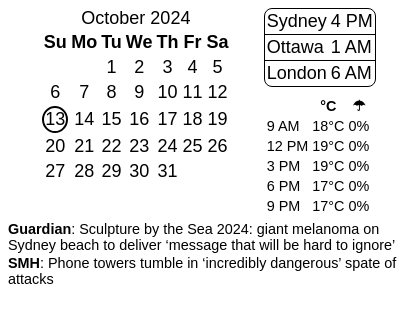 October 2024
Su Mo Tu We Th Fr Sa
1 2 3 4 5
6 7 8 9 10 11 12
13 14 15 16 17 18 19
20 21 22 23 24 25 26
27 28 29 30 31
Sydney 4 PM
Ottawa 1 AM
London 6 AM
°C ☂
9 AM 18°C 0%
12 PM 19°C 0%
3 PM 19°C 0%
6 PM 17°C 0%
9 PM 17°C 0%
Guardian: Sculpture by the Sea 2024: giant melanoma on
Sydney beach to deliver ‘message that will be hard to ignore’
SMH: Phone towers tumble in ‘incredibly dangerous’ spate of
attacks